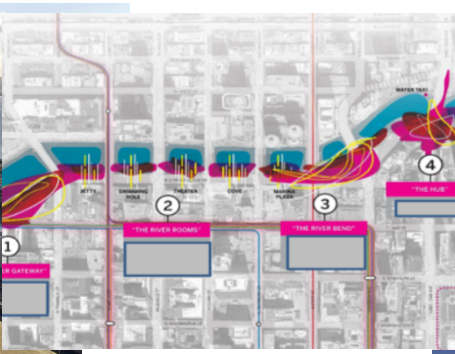 WATER TAXI
JETTY
SWIMMING
HOLE
THEATER
COVE
MARINA
PLAZA
1
2
3
4
ER GATEWAY"
"THE RIVER ROOMS"
"THE RIVER BEND"
"THE HUB"